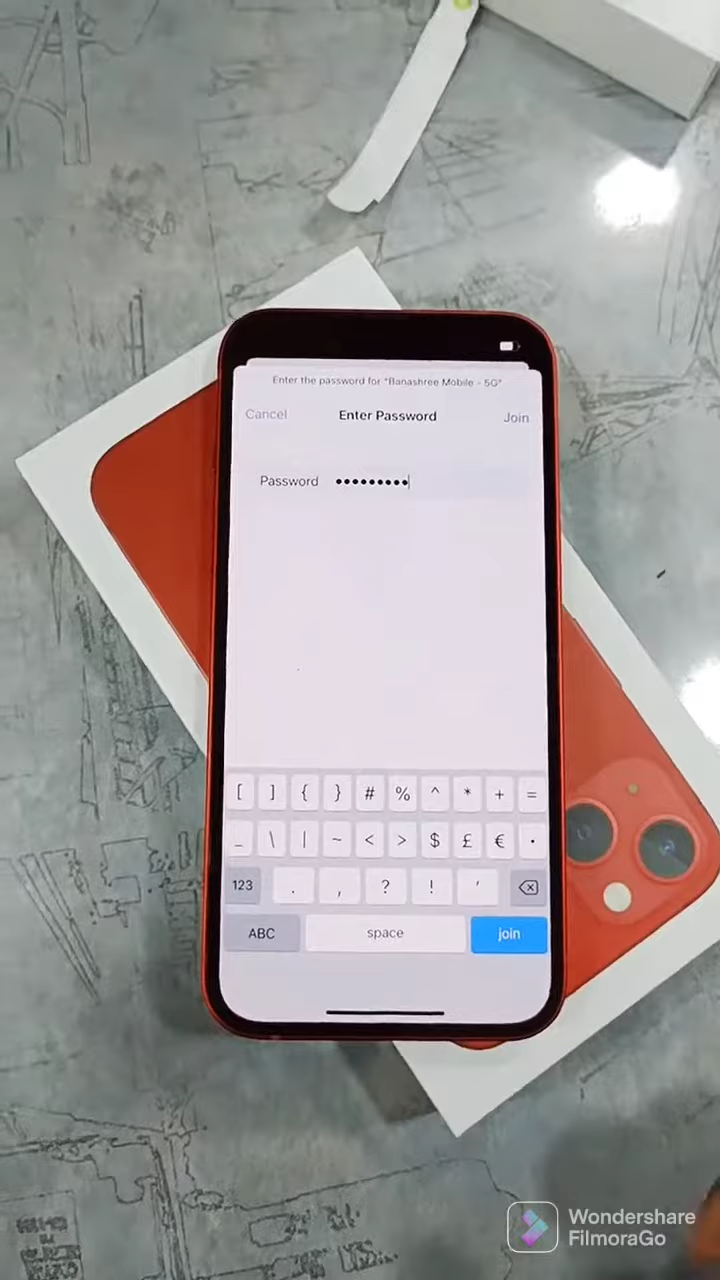 Enter the password for "Banashree Mobile - 5G"
Cancel Enter Password Join
Password •••••••••
[ ] { } # % ^ * + =
_ \ | ~ < > $ £ € •
123 . , ? ! '
ABC space join
Wondershare
FilmoraGo